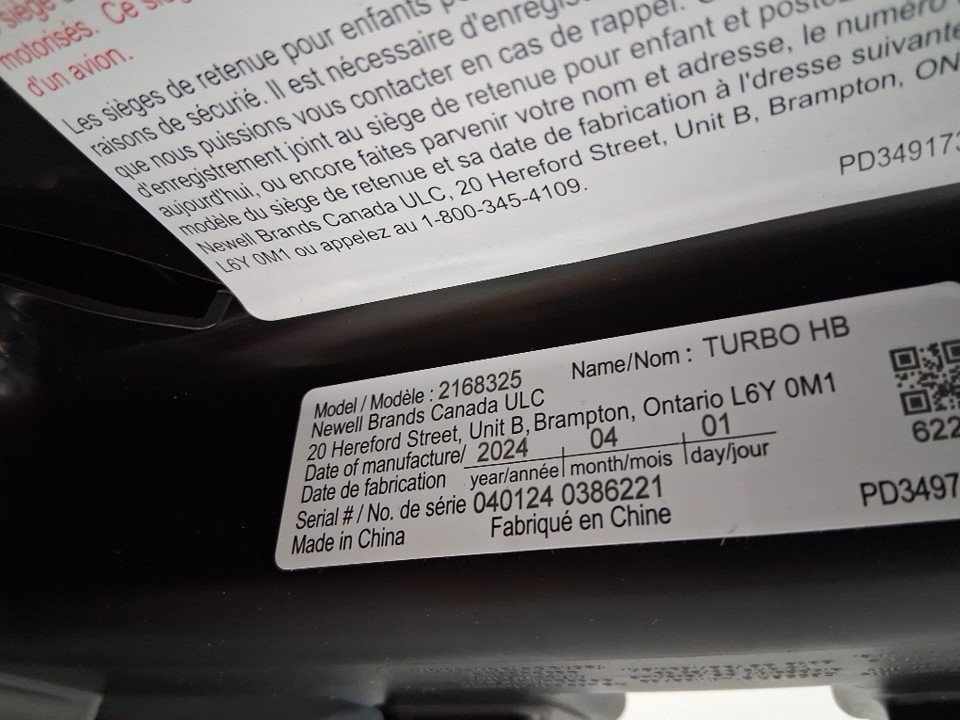 siège
motorisés. Ce
d'un avion.
Les sièges de retenue pour enfants
raisons de sécurié. Il est nécessaire
que nous puissions vous contacter en cas de rappel.
d'enregistrement joint au siège de retenue pour enfant et
aujourd'hui, ou encore faites parvenir votre nom et adresse, le numéro
modèle du siège de retenue et sa date de fabrication à l'dresse suivante
Newell Brands Canada ULC, 20 Hereford Street, Unit B, Brampton, ON
L6Y 0M1 ou appelez au 1-800-345-4109.
PD349173
Model / Modèle : 2168325 Name/Nom : TURBO HB
Newell Brands Canada ULC
20 Hereford Street, Unit B, Brampton, Ontario L6Y 0M1
Date of manufacture/ 2024 04 01
Date de fabrication year/année month/mois day/jour
Serial # / No. de série 040124 0386221
Made in China Fabriqué en Chine
622
PD3497